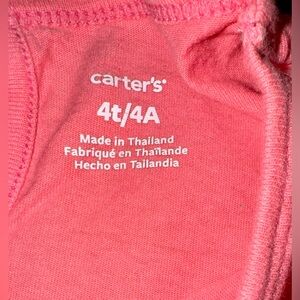 carter's
4t/4A
Made in Thailand
Fabriqué en Thaïlande
Hecho en Tailandia